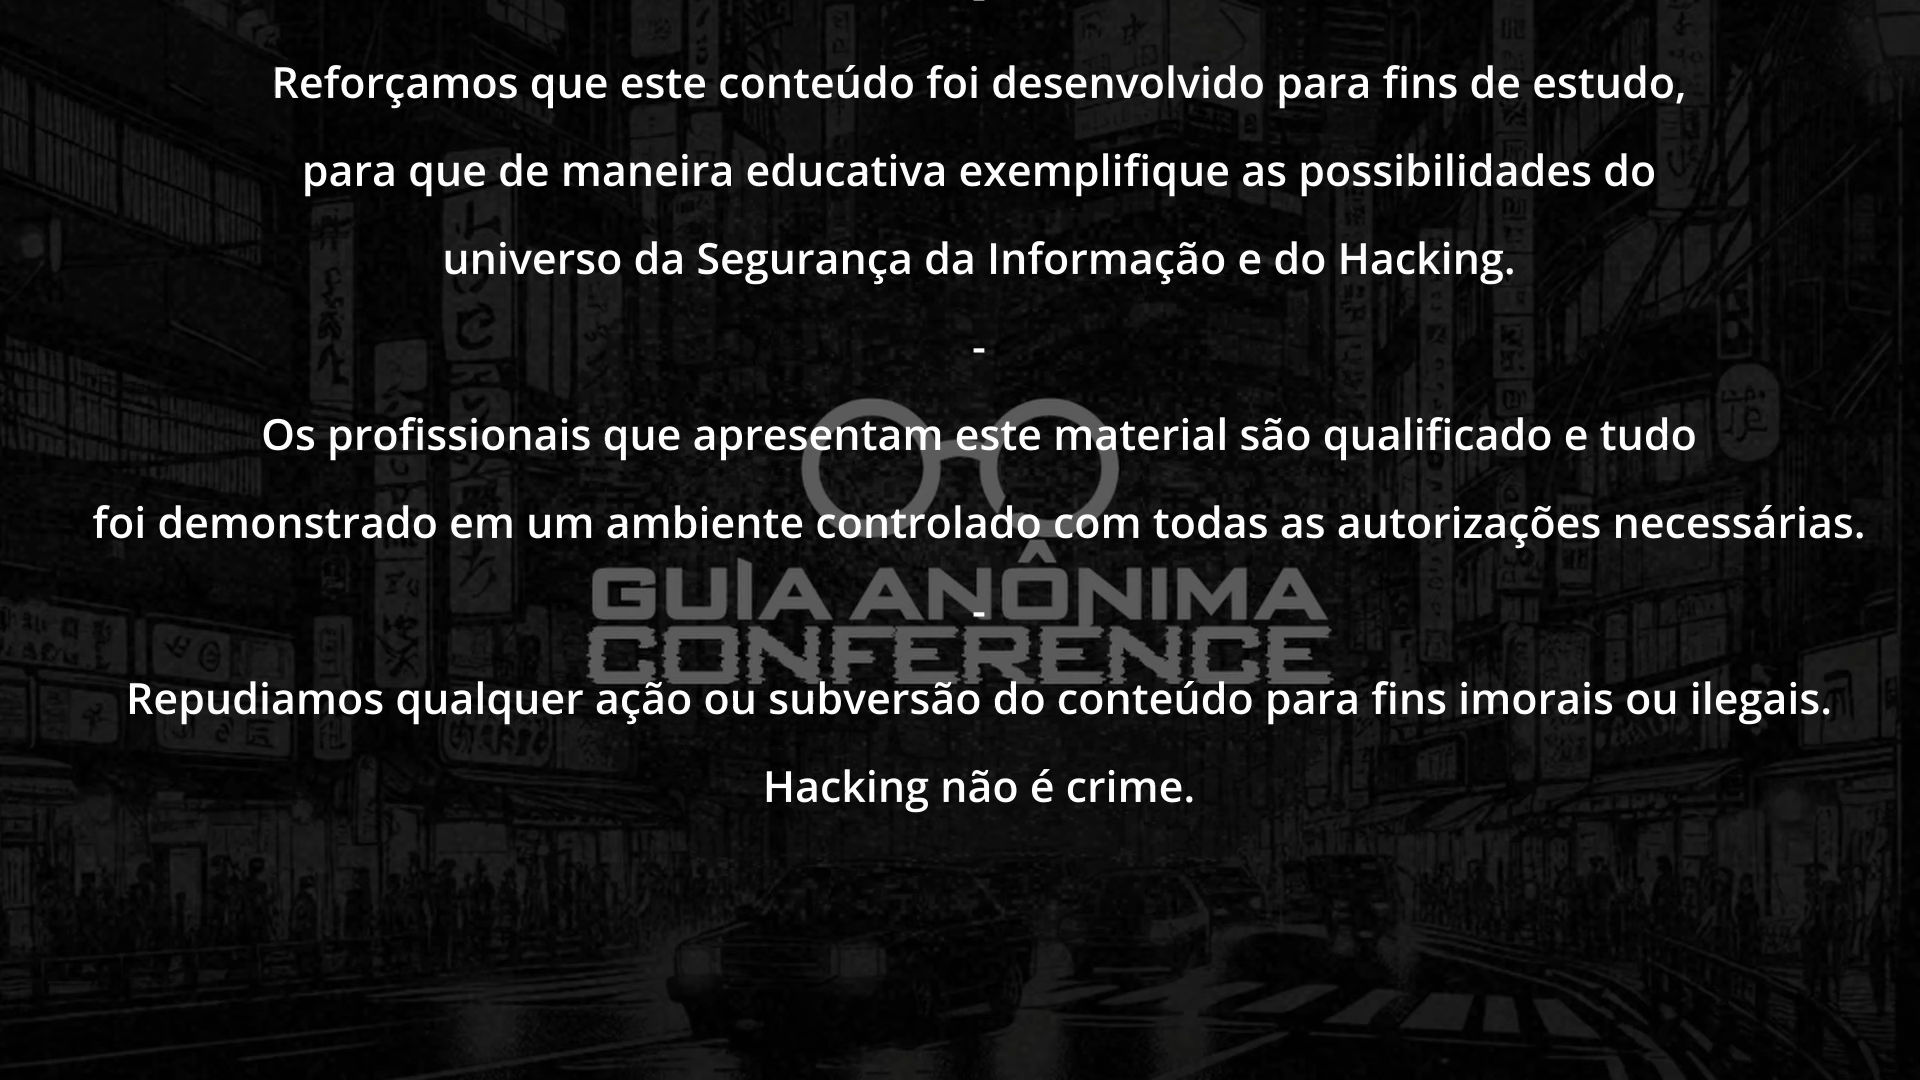 -
Reforçamos que este conteúdo foi desenvolvido para fins de estudo,
para que de maneira educativa exemplifique as possibilidades do
universo da Segurança da Informação e do Hacking.
-
Os profissionais que apresentam este material são qualificado e tudo
foi demonstrado em um ambiente controlado com todas as autorizações necessárias.
GUIA ANÔNIMA
-
CONFERENCE
Repudiamos qualquer ação ou subversão do conteúdo para fins imorais ou ilegais.
Hacking não é crime.